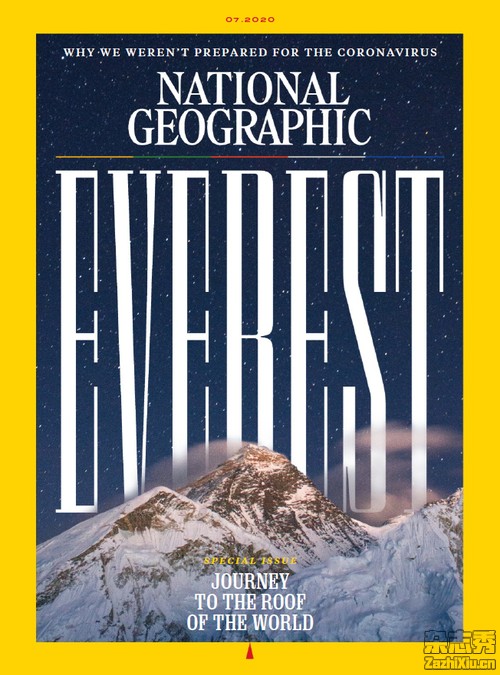 07.2020
WHY WE WEREN'T PREPARED FOR THE CORONAVIRUS
NATIONAL
GEOGRAPHIC
EVEREST
SPECIAL ISSUE
JOURNEY
TO THE ROOF
OF THE WORLD
杂志秀
ZazhiXiu.cn